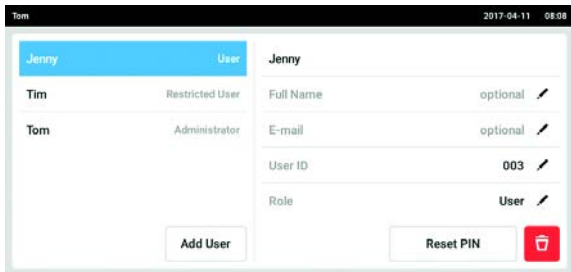 Tom 2017-04-11 08:08
Jenny User
Tim Restricted User
Tom Administrator
Add User
Jenny
Full Name optional
E-mail optional
User ID 003
Role User
Reset PIN